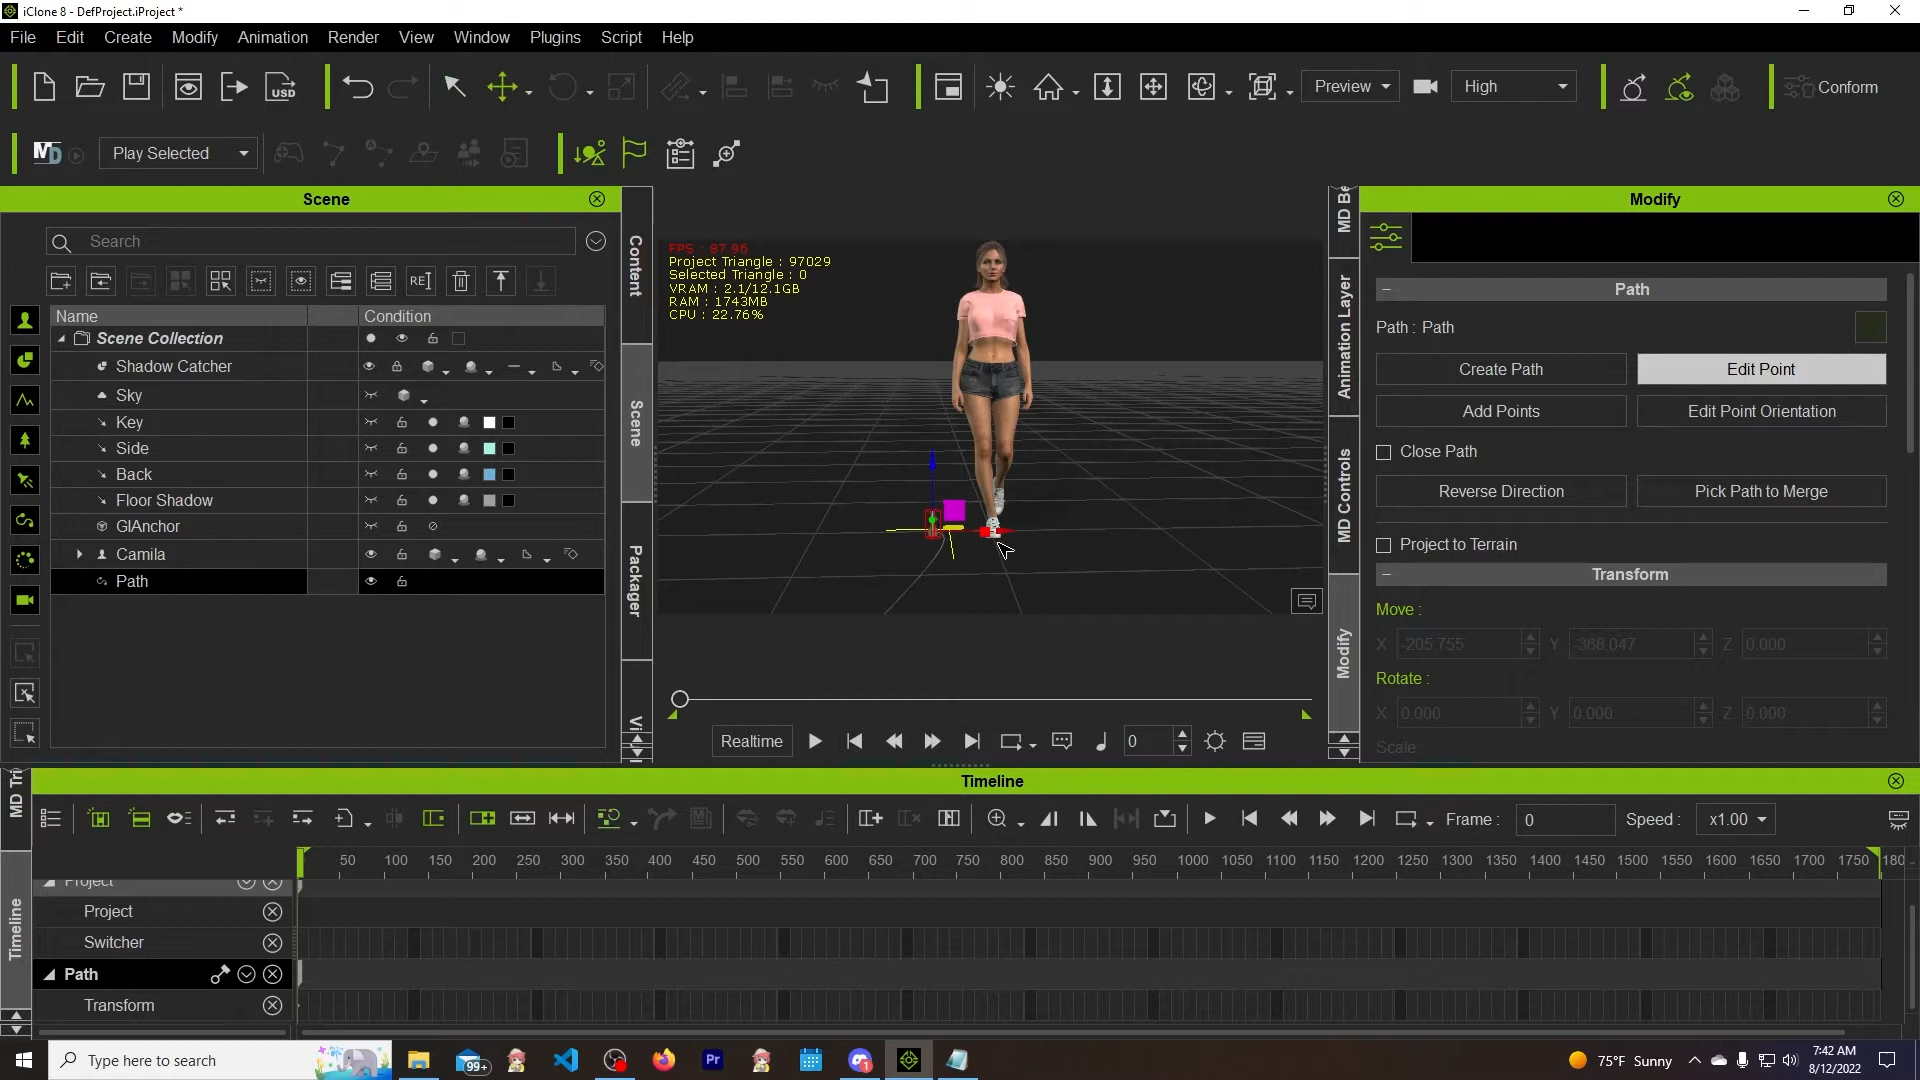 iClone 8 - DefProject.iProject *
File Edit Create Modify Animation Render View Window Plugins Script Help
USD
Preview
High
Conform
MD
Play Selected
Scene
Search
REI
Name
Condition
Scene Collection
Shadow Catcher
Sky
Key
Side
Back
Floor Shadow
GlAnchor
Camila
Path
Content
Scene
Packager
FPS : 87.96
Project Triangle : 97029
Selected Triangle : 0
VRAM : 2.1/12.1GB
RAM : 1743MB
CPU : 22.76%
Realtime
0
Animation Layer
MD Controls
Modify
Modify
Path
Path : Path
Create Path
Edit Point
Add Points
Edit Point Orientation
Close Path
Reverse Direction
Pick Path to Merge
Project to Terrain
Transform
Move :
X -205.755 Y -368.047 Z 0.000
Rotate :
X 0.000 Y 0.000 Z 0.000
Scale
Timeline
Frame : 0
Speed : x1.00
50 100 150 200 250 300 350 400 450 500 550 600 650 700 750 800 850 900 950 1000 1050 1100 1150 1200 1250 1300 1350 1400 1450 1500 1550 1600 1650 1700 1750 180
Timeline
Project
Project
Switcher
Path
Transform
Type here to search
99+
Pr
75°F Sunny
7:42 AM
8/12/2022